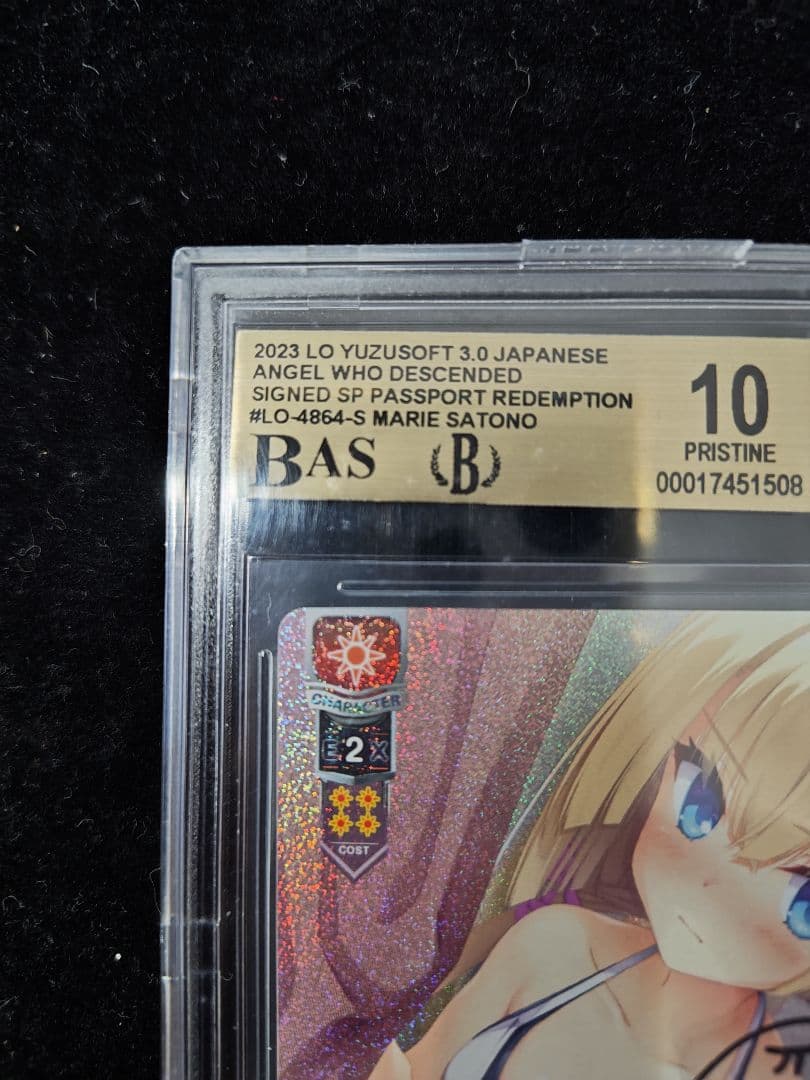 2023 LO YUZUSOFT 3.0 JAPANESE
ANGEL WHO DESCENDED
SIGNED SP PASSPORT REDEMPTION
#LO-4864-S MARIE SATONO
BAS B
10
PRISTINE
00017451508
CHARACTER
E 2 X
COST